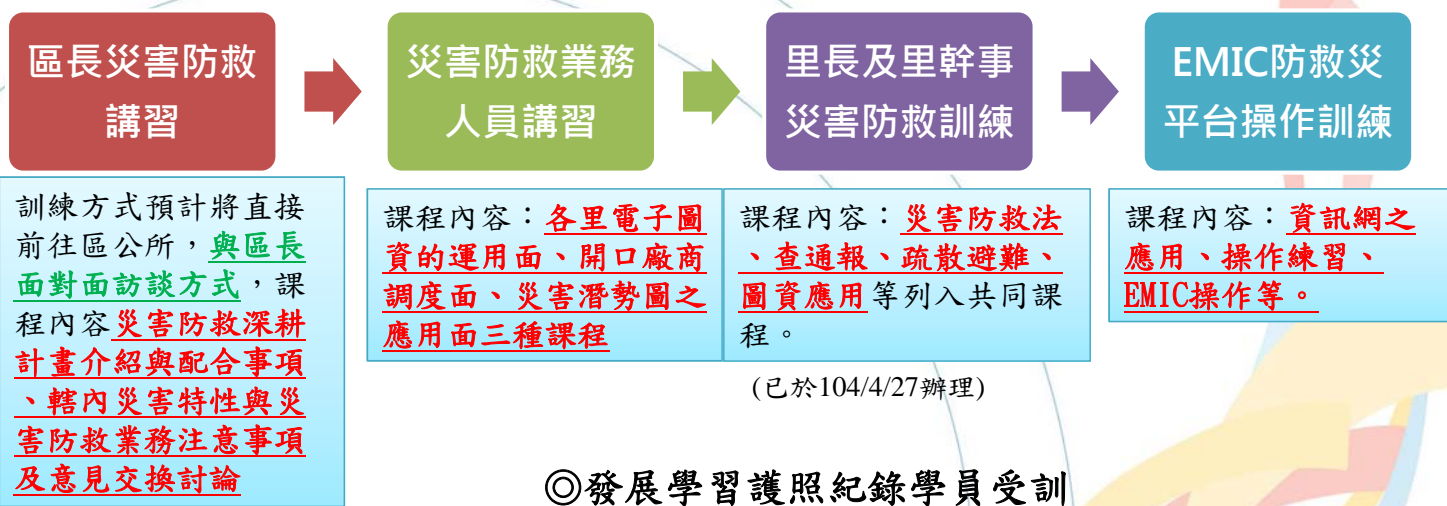 區長災害防救
講習
災害防救業務
人員講習
里長及里幹事
災害防救訓練
EMIC防救災
平台操作訓練
訓練方式預計將直接
前往區公所，與區長
面對面訪談方式，課
程內容災害防救深耕
計畫介紹與配合事項
、轄內災害特性與災
害防救業務注意事項
及意見交換討論
課程內容：各里電子圖
資的運用面、開口廠商
調度面、災害潛勢圖之
應用面三種課程
課程內容：災害防救法
、查通報、疏散避難、
圖資應用等列入共同課
程。
(已於104/4/27辦理)
課程內容：資訊網之
應用、操作練習、
EMIC操作等。
◎發展學習護照紀錄學員受訓